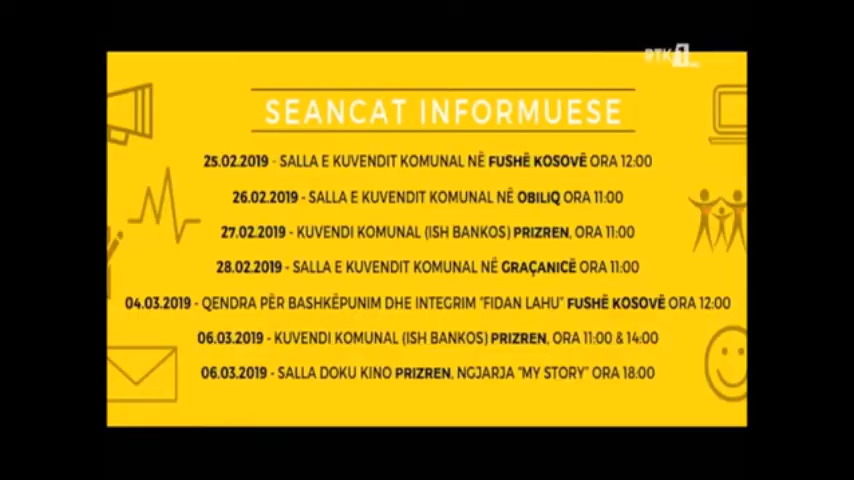 RTK 1
SEANCAT INFORMUESE
25.02.2019 - SALLA E KUVENDIT KOMUNAL NË FUSHË KOSOVË ORA 12:00
26.02.2019 - SALLA E KUVENDIT KOMUNAL NË OBILIQ ORA 11:00
27.02.2019 - KUVENDI KOMUNAL (ISH BANKOS) PRIZREN, ORA 11:00
28.02.2019 - SALLA E KUVENDIT KOMUNAL NË GRAÇANICË ORA 11:00
04.03.2019 - QENDRA PËR BASHKËPUNIM DHE INTEGRIM "FIDAN LAHU" FUSHË KOSOVË ORA 12:00
06.03.2019 - KUVENDI KOMUNAL (ISH BANKOS) PRIZREN, ORA 11:00 & 14:00
06.03.2019 - SALLA DOKU KINO PRIZREN, NGJARJA "MY STORY" ORA 18:00